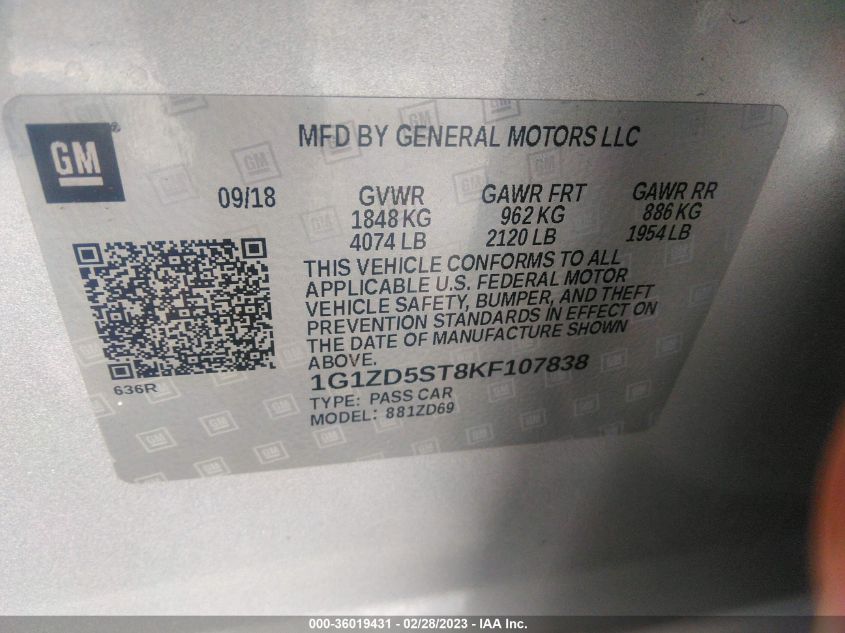 GM ®
MFD BY GENERAL MOTORS LLC
09/18 GVWR GAWR FRT GAWR RR
1848 KG 962 KG 886 KG
4074 LB 2120 LB 1954 LB
THIS VEHICLE CONFORMS TO ALL
APPLICABLE U.S. FEDERAL MOTOR
VEHICLE SAFETY, BUMPER, AND THEFT
PREVENTION STANDARDS IN EFFECT ON
THE DATE OF MANUFACTURE SHOWN
ABOVE.
1G1ZD5ST8KF107838
636R
TYPE: PASS CAR
MODEL: 881ZD69
000-36019431 - 02/28/2023 - IAA Inc.